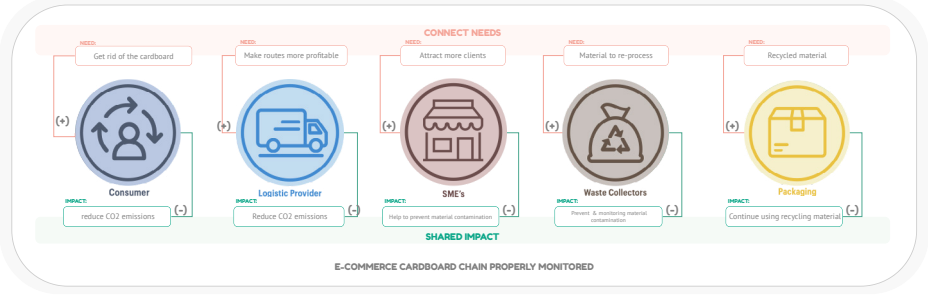 CONNECT NEEDS
NEED:
Get rid of the cardboard
NEED:
Make routes more profitable
NEED:
Attract more clients
NEED:
Material to re-process
NEED:
Recycled material
(+)
(+)
(+)
(+)
(+)
Consumer
Logistic Provider
SME's
Waste Collectors
Packaging
IMPACT:
reduce CO2 emissions
(-)
IMPACT:
Reduce CO2 emissions
(-)
IMPACT:
Help to prevent material contamination
(-)
IMPACT:
Prevent & monitoring material
contamination
(-)
IMPACT:
Continue using recycling material
(-)
SHARED IMPACT
E-COMMERCE CARDBOARD CHAIN PROPERLY MONITORED